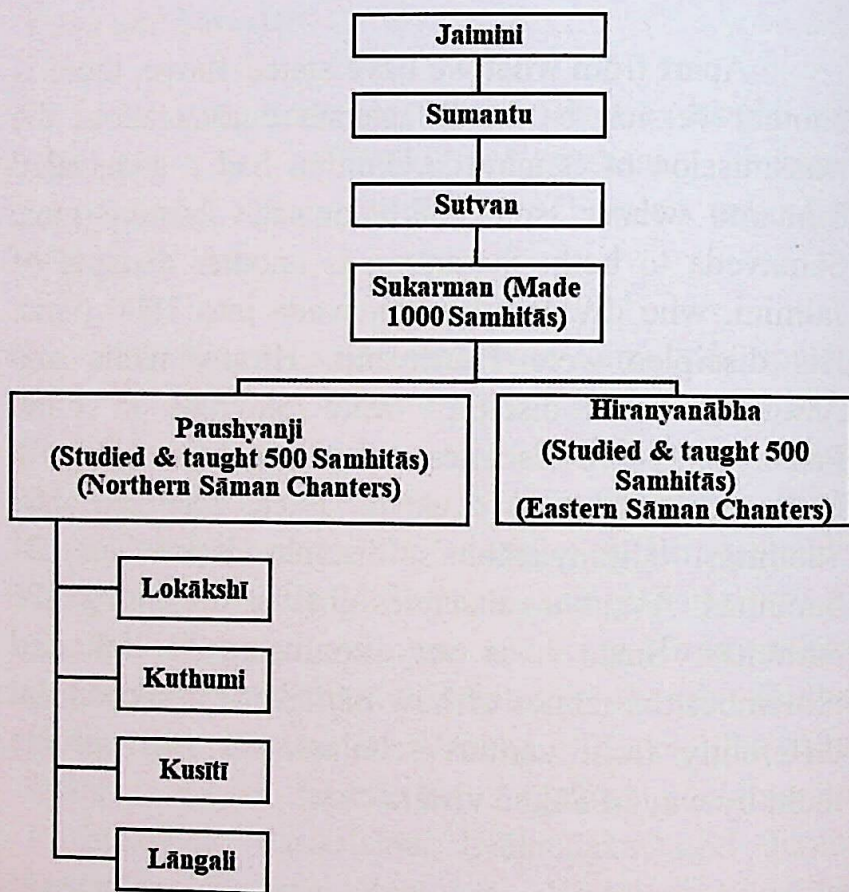 Jaimini
Sumantu
Sutvan
Sukarman (Made
1000 Samhitās)
Paushyanji
(Studied & taught 500 Samhitās)
(Northern Sāman Chanters)
Hiranyanābha
(Studied & taught 500
Samhitās)
(Eastern Sāman Chanters)
Lokākshī
Kuthumi
Kusītī
Lāngali